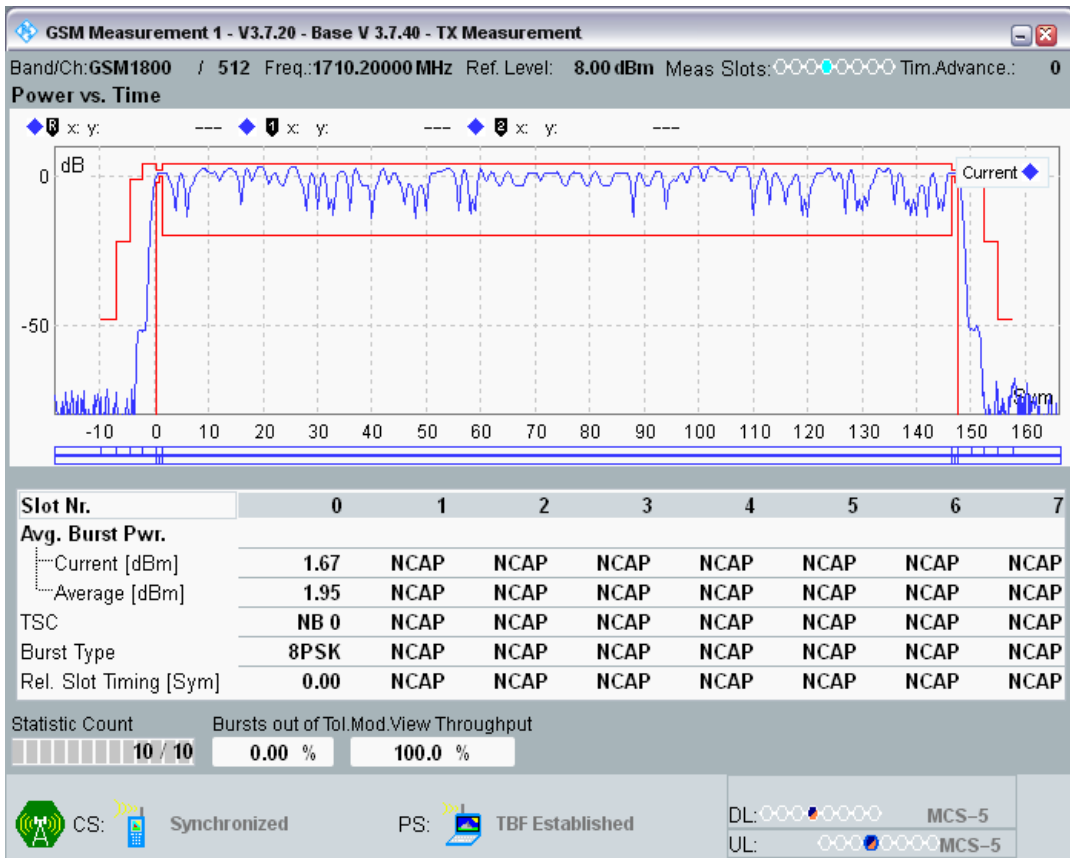 GSM Measurement 1 - V3.7.20 - Base V 3.7.40 - TX Measurement
Band/Ch:GSM1800 / 512 Freq.:1710.20000 MHz Ref. Level: 8.00 dBm Meas Slots: Tim.Advance.: 0
Power vs. Time
R x: y: --- 1 x: y: --- 2 x: y: ---
dB
Current
0
-50
Sym
-10 0 10 20 30 40 50 60 70 80 90 100 110 120 130 140 150 160
Slot Nr. 0 1 2 3 4 5 6 7
Avg. Burst Pwr.
Current [dBm] 1.67 NCAP NCAP NCAP NCAP NCAP NCAP NCAP
Average [dBm] 1.95 NCAP NCAP NCAP NCAP NCAP NCAP NCAP
TSC NB 0 NCAP NCAP NCAP NCAP NCAP NCAP NCAP
Burst Type 8PSK NCAP NCAP NCAP NCAP NCAP NCAP NCAP
Rel. Slot Timing [Sym] 0.00 NCAP NCAP NCAP NCAP NCAP NCAP NCAP
Statistic Count Bursts out of Tol.Mod.View Throughput
10 / 10 0.00 % 100.0 %
CS: Synchronized PS: TBF Established
DL: MCS-5
UL: MCS-5